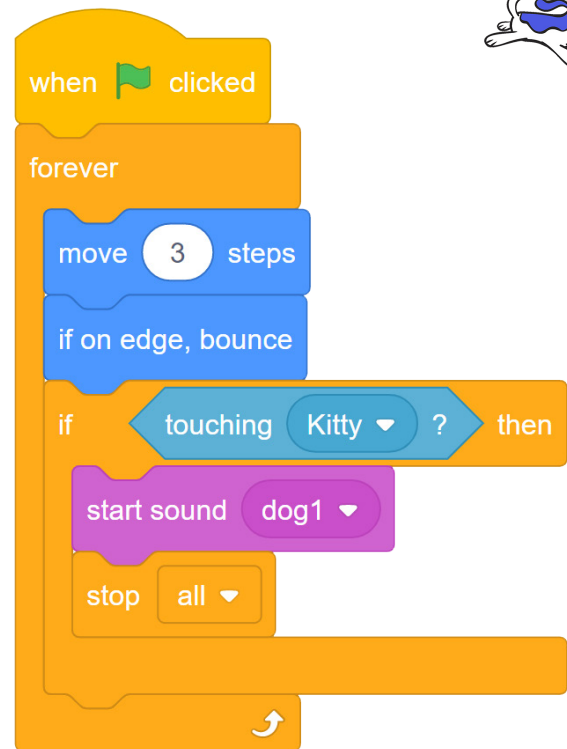 when clicked
forever
move 3 steps
if on edge, bounce
if touching Kitty ? then
start sound dog1
stop all